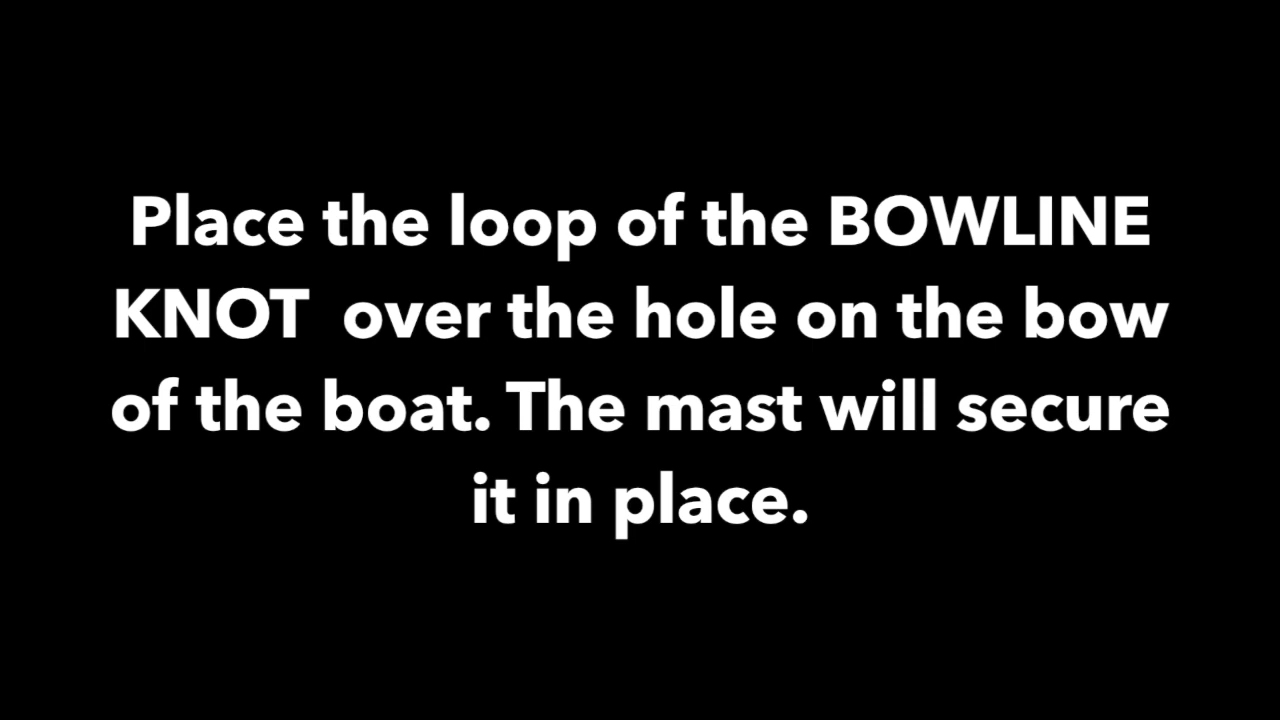 Place the loop of the BOWLINE
KNOT  over the hole on the bow
of the boat. The mast will secure
it in place.